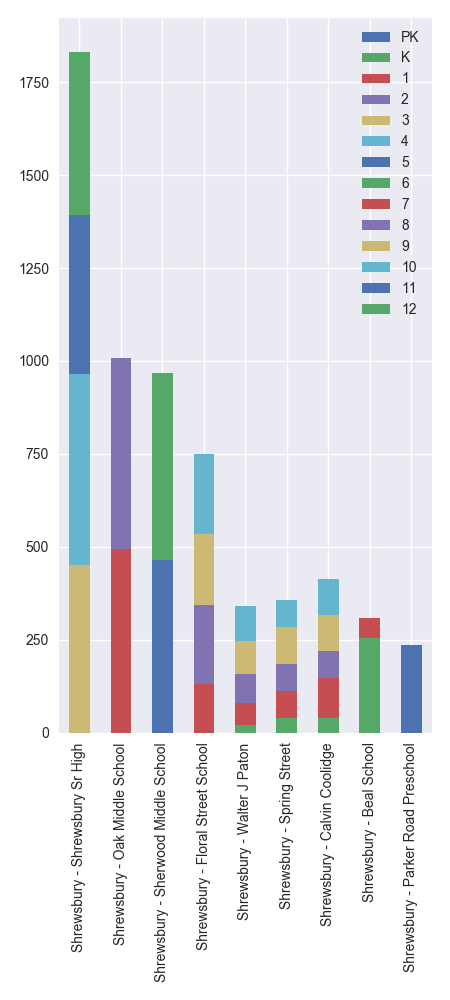 PK
K
1
2
3
4
5
6
7
8
9
10
11
12
1750
1500
1250
1000
750
500
250
0
Shrewsbury - Shrewsbury Sr High
Shrewsbury - Oak Middle School
Shrewsbury - Sherwood Middle School
Shrewsbury - Floral Street School
Shrewsbury - Walter J Paton
Shrewsbury - Spring Street
Shrewsbury - Calvin Coolidge
Shrewsbury - Beal School
Shrewsbury - Parker Road Preschool